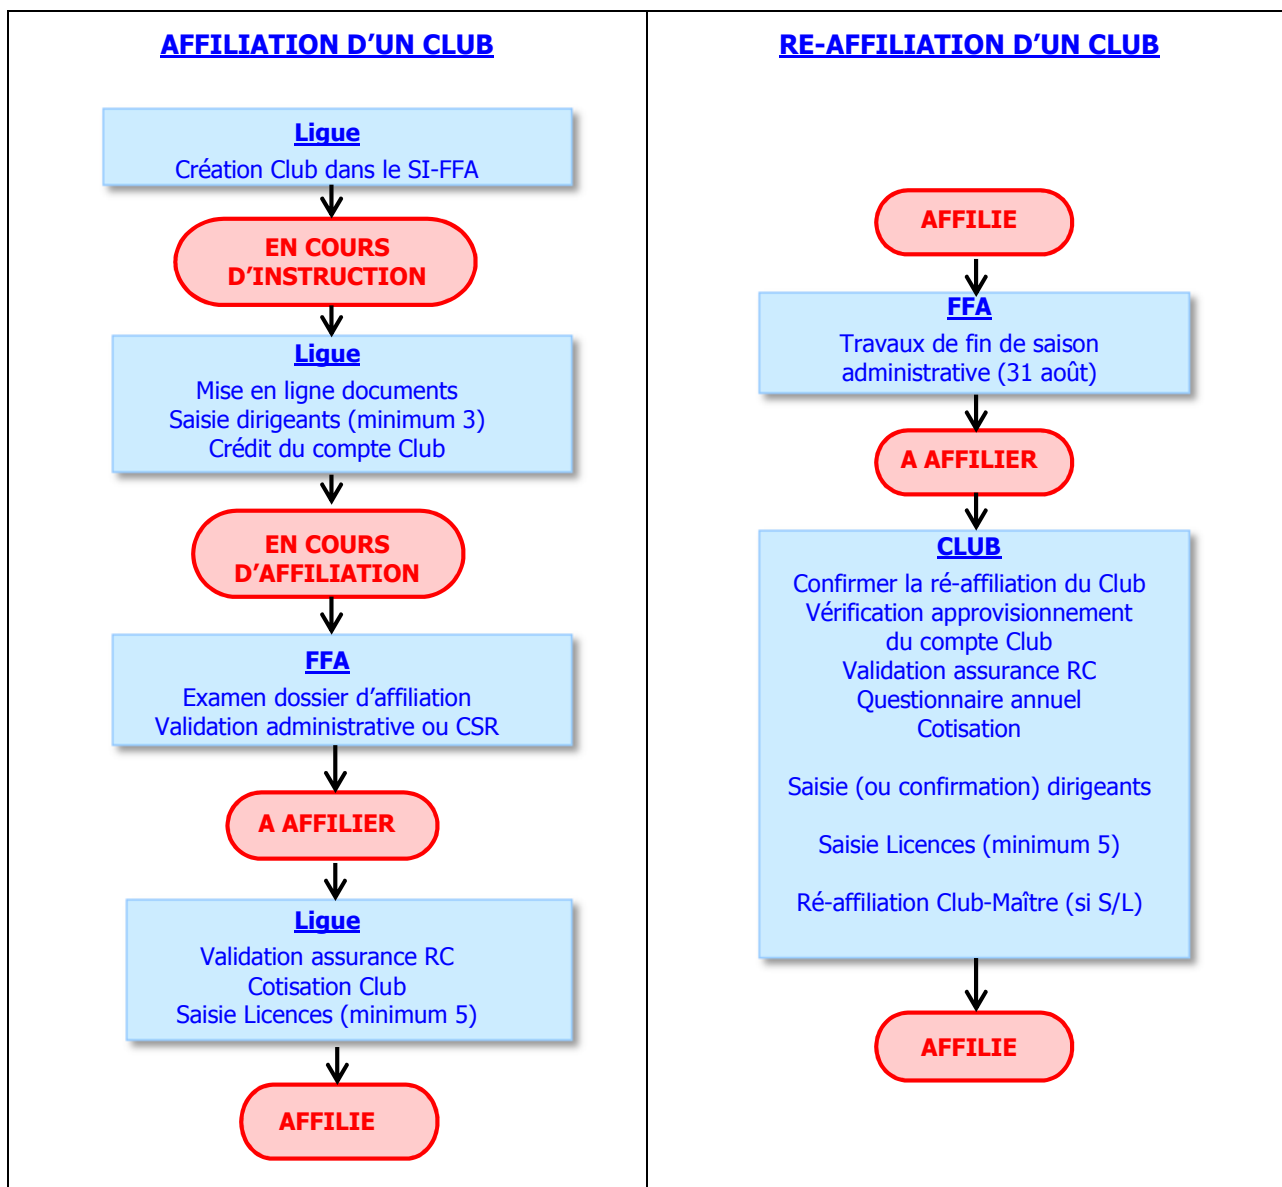 AFFILIATION D’UN CLUB
Ligue
Création Club dans le SI-FFA
EN COURS
D’INSTRUCTION
Ligue
Mise en ligne documents
Saisie dirigeants (minimum 3)
Crédit du compte Club
EN COURS
D’AFFILIATION
FFA
Examen dossier d’affiliation
Validation administrative ou CSR
A AFFILIER
Ligue
Validation assurance RC
Cotisation Club
Saisie Licences (minimum 5)
AFFILIE
RE-AFFILIATION D’UN CLUB
AFFILIE
FFA
Travaux de fin de saison
administrative (31 août)
A AFFILIER
CLUB
Confirmer la ré-affiliation du Club
Vérification approvisionnement
du compte Club
Validation assurance RC
Questionnaire annuel
Cotisation
Saisie (ou confirmation) dirigeants
Saisie Licences (minimum 5)
Ré-affiliation Club-Maître (si S/L)
AFFILIE